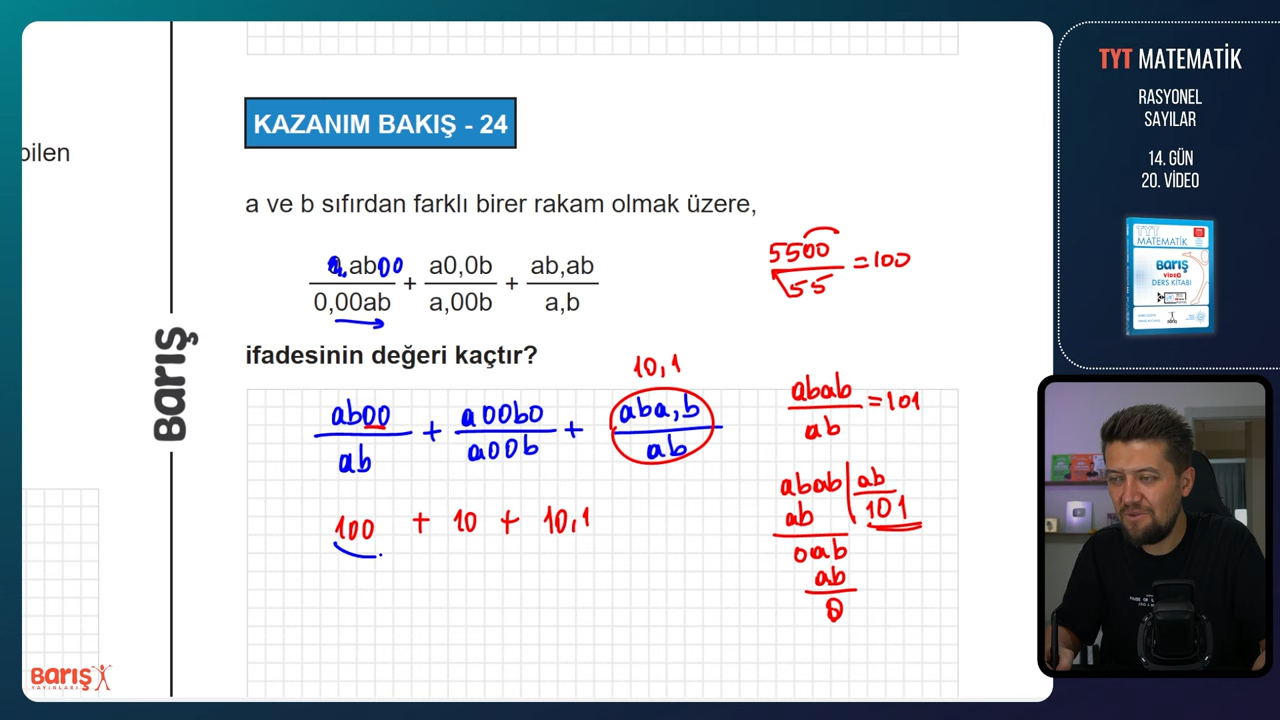 bilen
KAZANIM BAKIŞ - 24
a ve b sıfırdan farklı birer rakam olmak üzere,
0,ab00 / 0,00ab + a0,0b / a,00b + ab,ab / a,b
5500 / 55 = 100
ifadesinin değeri kaçtır?
10,1
ab00 / ab + a00b0 / a00b + aba,b / ab
abab / ab = 101
100 + 10 + 10,1
abab | ab
ab 101
0ab
ab
0
Barış
BARIŞ
YAYINLARI
TYT MATEMATİK
RASYONEL
SAYILAR
14. GÜN
20. VİDEO
TYT
MATEMATİK
BARIŞ
VİDEO
DERS KİTABI